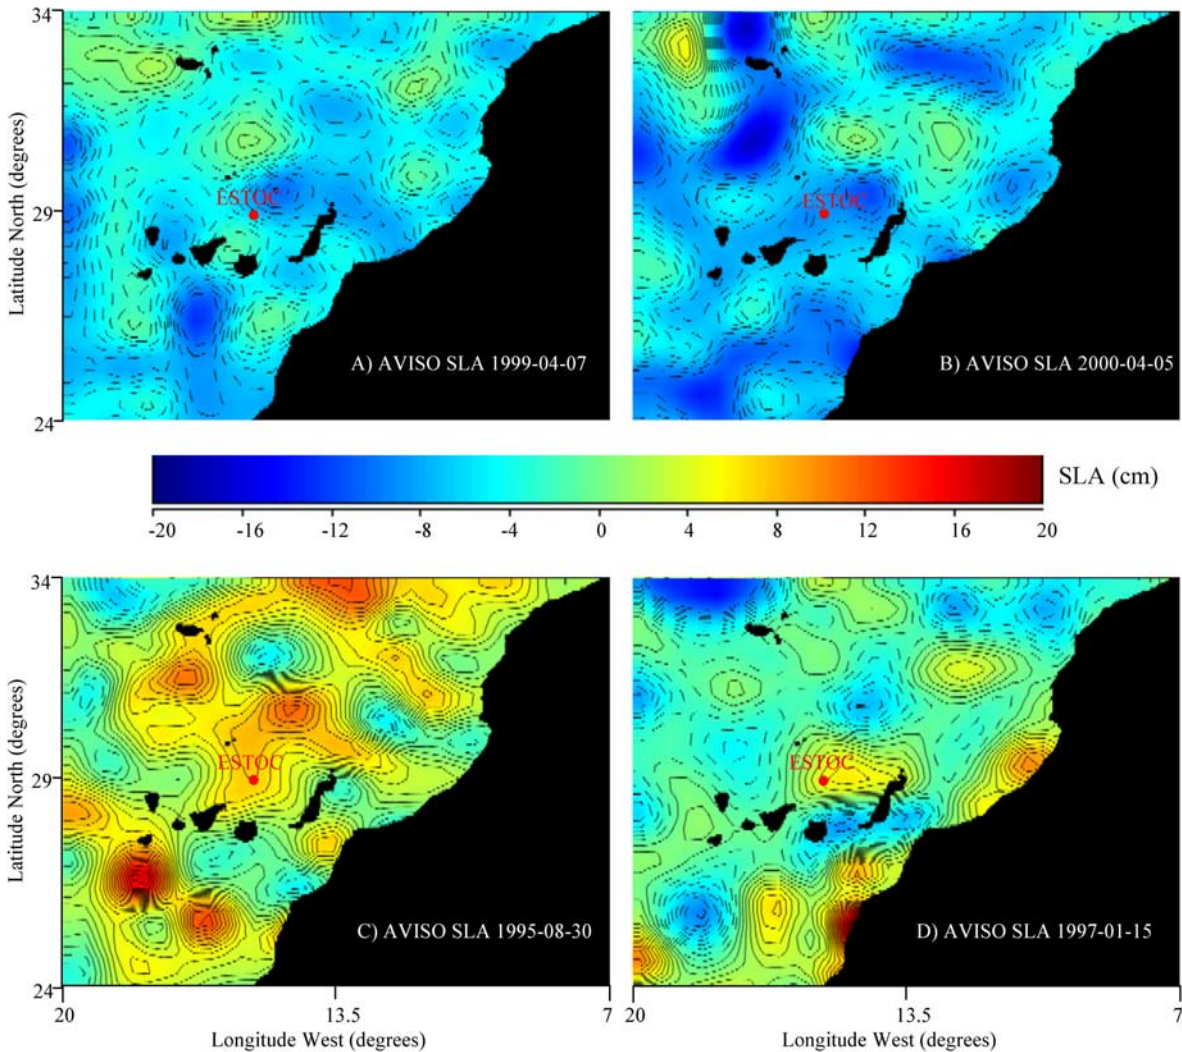 34
Latitude North (degrees)
29
24
ESTOC
A) AVISO SLA 1999-04-07
ESTOC
B) AVISO SLA 2000-04-05
SLA (cm)
-20 -16 -12 -8 -4 0 4 8 12 16 20
34
Latitude North (degrees)
29
24
ESTOC
C) AVISO SLA 1995-08-30
ESTOC
D) AVISO SLA 1997-01-15
20 13.5 7
Longitude West (degrees)
20 13.5 7
Longitude West (degrees)